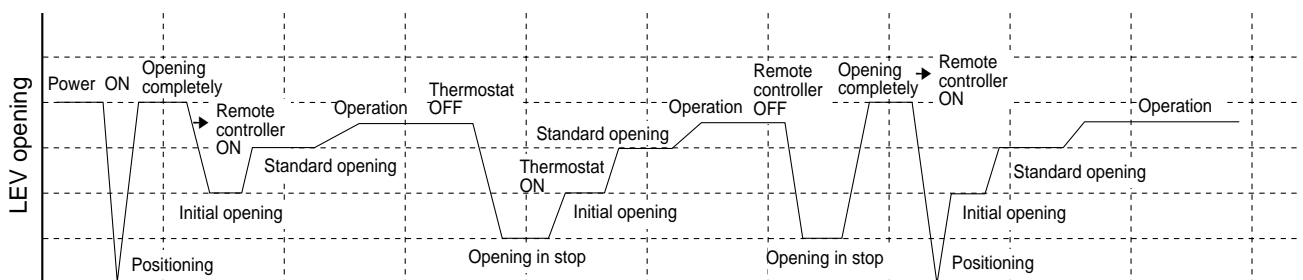 LEV opening
Power ON
Opening
completely
Positioning
Remote
controller
ON
Initial opening
Standard opening
Operation
Thermostat
OFF
Opening in stop
Thermostat
ON
Initial opening
Standard opening
Operation
Remote
controller
OFF
Opening in stop
Opening
completely
Remote
controller
ON
Positioning
Initial opening
Standard opening
Operation